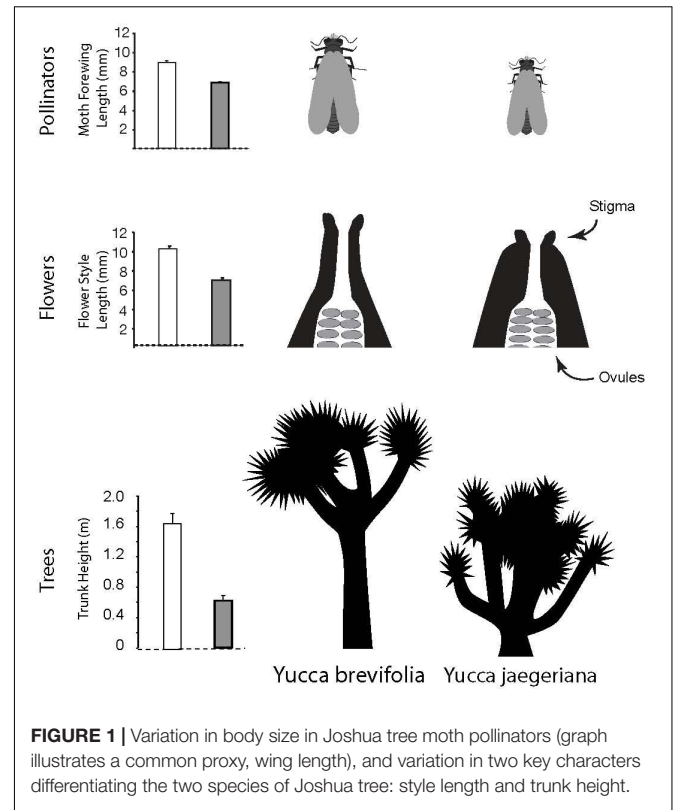 Pollinators
Moth Forewing
Length (mm)
12
10
8
6
4
2
Flowers
Flower Style
Length (mm)
12
10
8
6
4
2
Stigma
Ovules
Trees
Trunk Height (m)
2.0
1.6
1.2
0.8
0.4
0
Yucca brevifolia
Yucca jaegeriana
FIGURE 1 | Variation in body size in Joshua tree moth pollinators (graph
illustrates a common proxy, wing length), and variation in two key characters
differentiating the two species of Joshua tree: style length and trunk height.